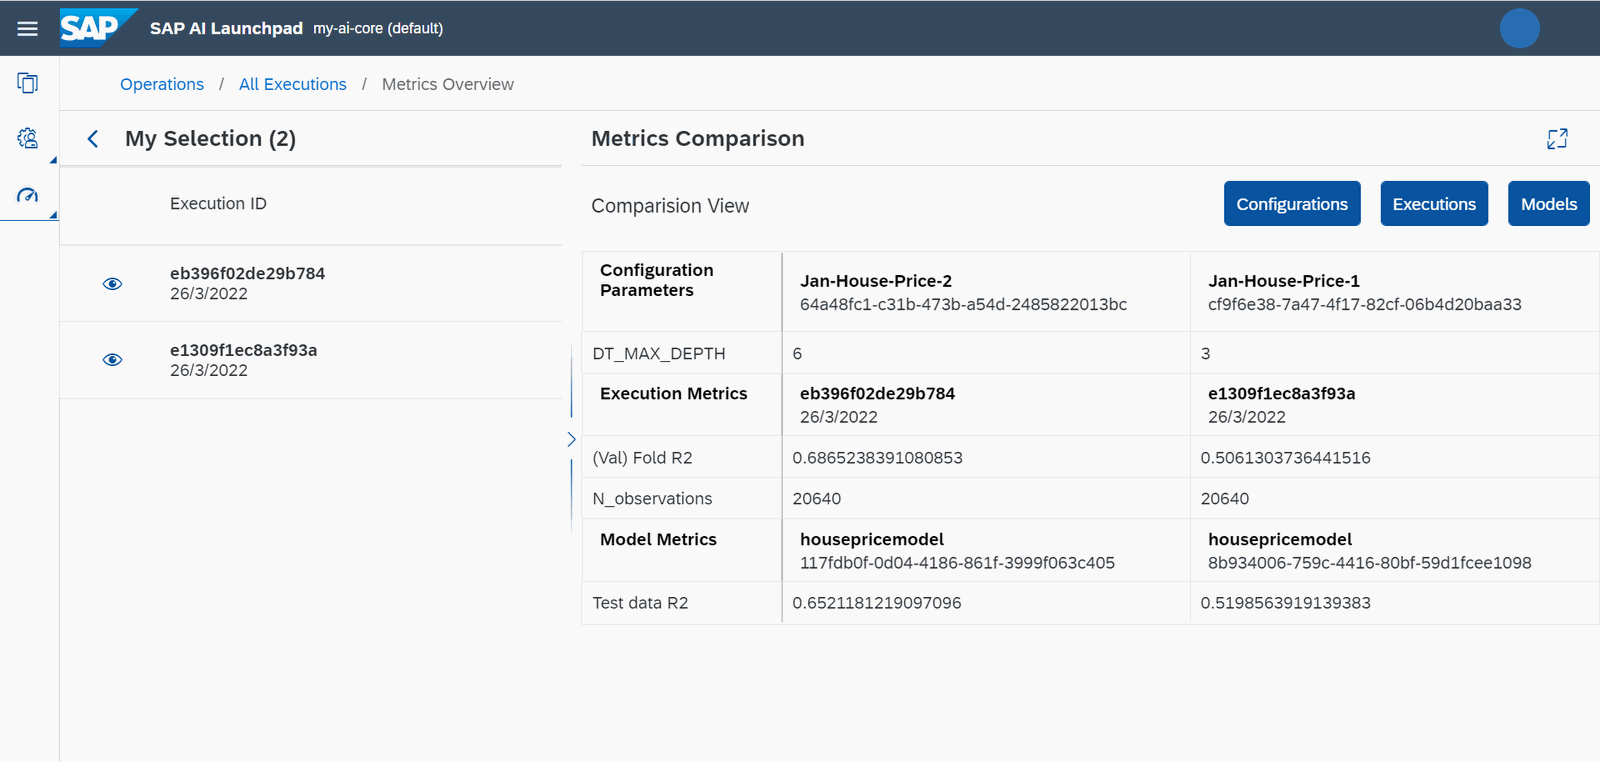 SAP SAP AI Launchpad my-ai-core (default)
Operations / All Executions / Metrics Overview
My Selection (2)
Execution ID
eb396f02de29b784
26/3/2022
e1309f1ec8a3f93a
26/3/2022
Metrics Comparison
Comparision View
Configurations Executions Models
Configuration Parameters Jan-House-Price-2 Jan-House-Price-1
64a48fc1-c31b-473b-a54d-2485822013bc cf9f6e38-7a47-4f17-82cf-06b4d20baa33
DT_MAX_DEPTH 6 3
Execution Metrics eb396f02de29b784 e1309f1ec8a3f93a
26/3/2022 26/3/2022
(Val) Fold R2 0.6865238391080853 0.5061303736441516
N_observations 20640 20640
Model Metrics housepricemodel housepricemodel
117fdb0f-0d04-4186-861f-3999f063c405 8b934006-759c-4416-80bf-59d1fcee1098
Test data R2 0.6521181219097096 0.5198563919139383